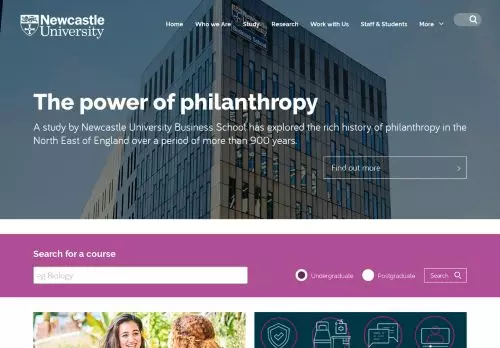 Newcastle
University
Home Who we Are Study Research Work with Us Staff & Students More
The power of philanthropy
A study by Newcastle University Business School has explored the rich history of philanthropy in the
North East of England over a period of more than 900 years.
Find out more
Search for a course
eg Biology Undergraduate Postgraduate Search